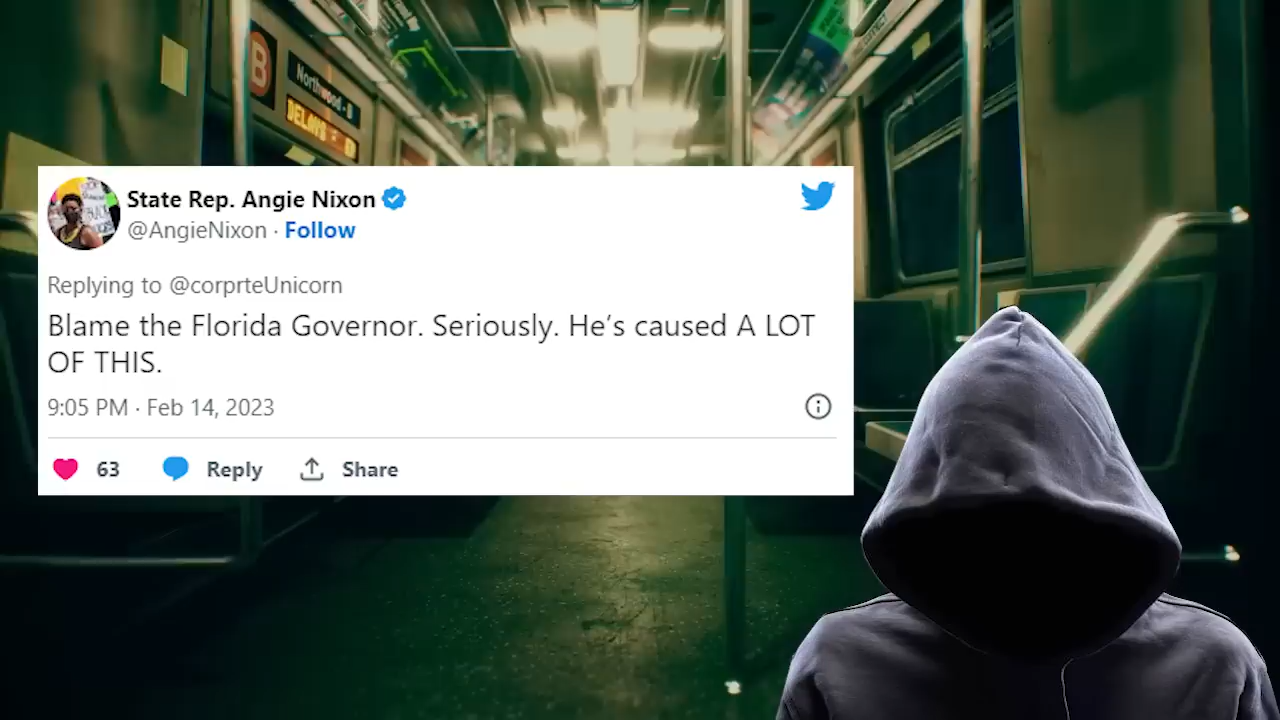 B
Northwood - B
DELAYS -
State Rep. Angie Nixon
@AngieNixon · Follow
Replying to @corprteUnicorn
Blame the Florida Governor. Seriously. He's caused A LOT
OF THIS.
9:05 PM · Feb 14, 2023
63 Reply Share